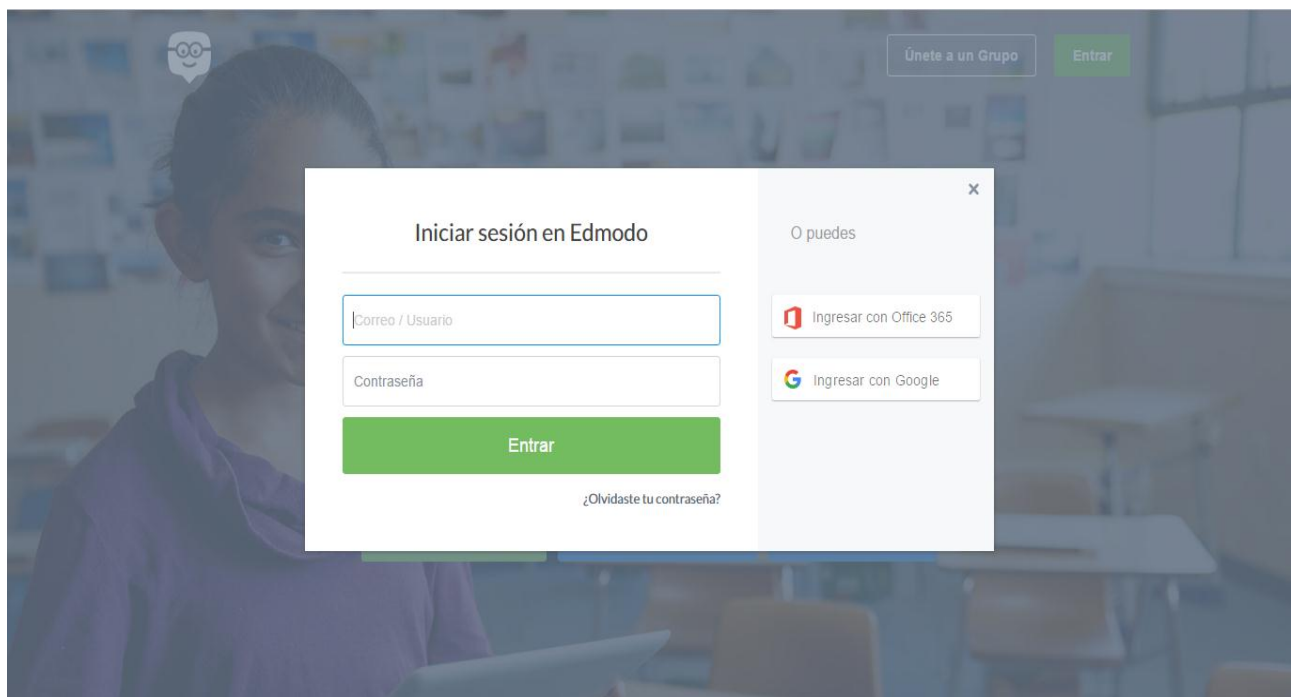 Únete a un Grupo
Entrar
Iniciar sesión en Edmodo
Correo / Usuario
Contraseña
Entrar
¿Olvidaste tu contraseña?
x
O puedes
Ingresar con Office 365
Ingresar con Google